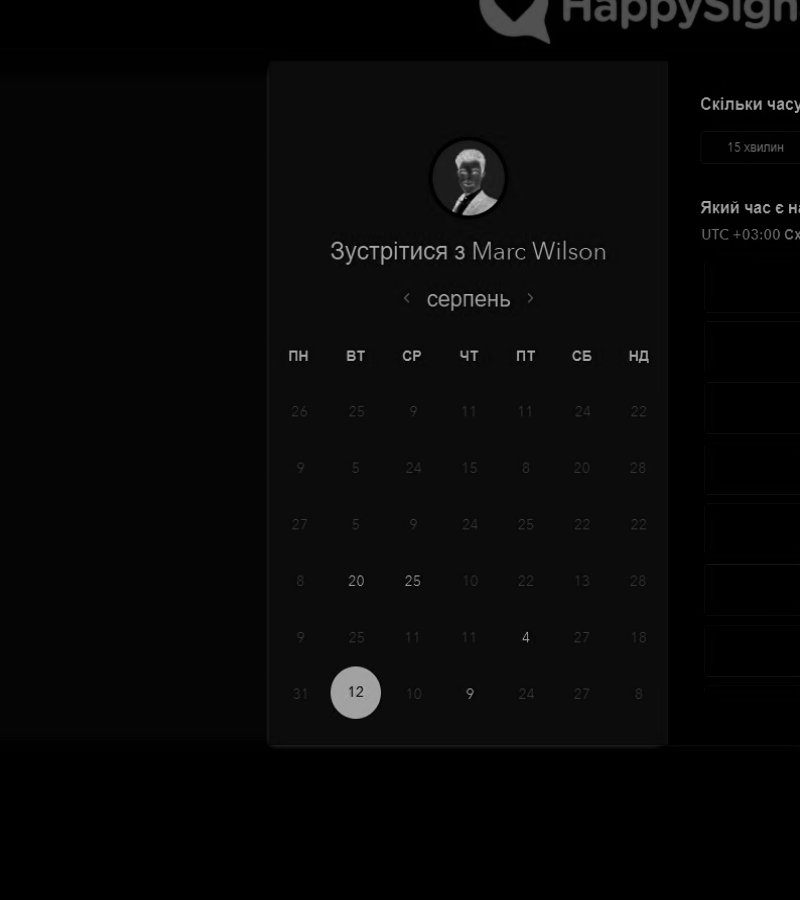 HappySign
Зустрітися з Marc Wilson
серпень
ПН ВТ СР ЧТ ПТ СБ НД
26 25 9 11 11 24 22
9 5 24 15 8 20 28
27 5 9 24 25 22 22
8 20 25 10 22 13 28
9 25 11 11 4 27 18
31 12 10 9 24 27 8
Скільки часу
15 хвилин
Який час є
UTC +03:00